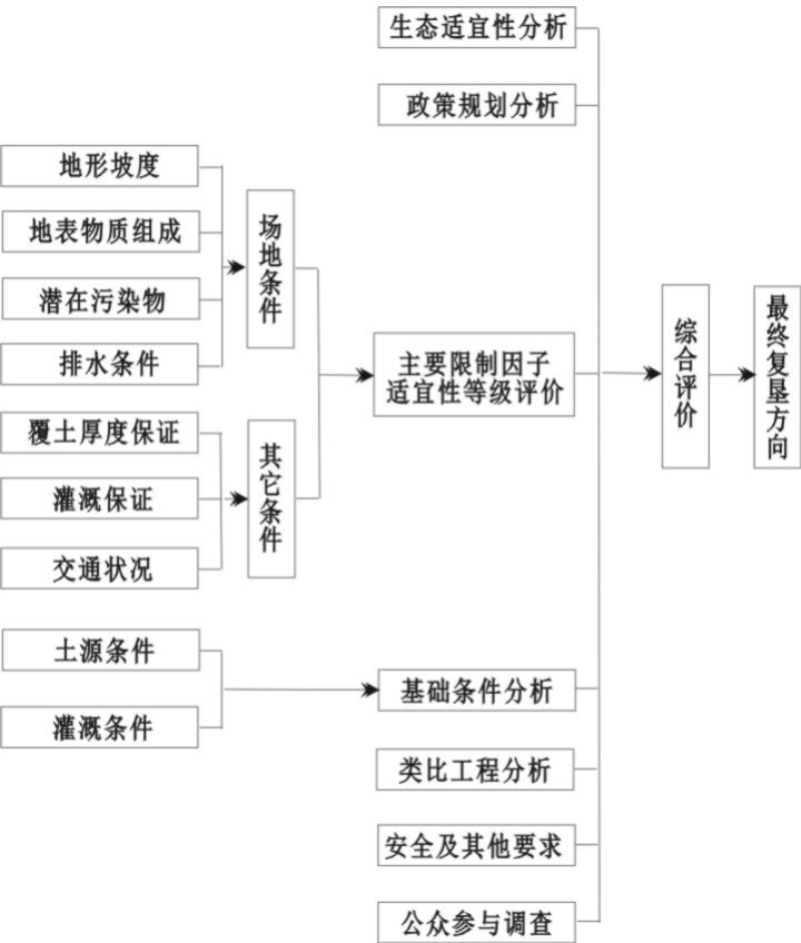 生态适宜性分析
政策规划分析
地形坡度
地表物质组成
潜在污染物
排水条件
场地条件
覆土厚度保证
灌溉保证
交通状况
其它条件
主要限制因子
适宜性等级评价
综合评价
最终复垦方向
土源条件
灌溉条件
基础条件分析
类比工程分析
安全及其他要求
公众参与调查